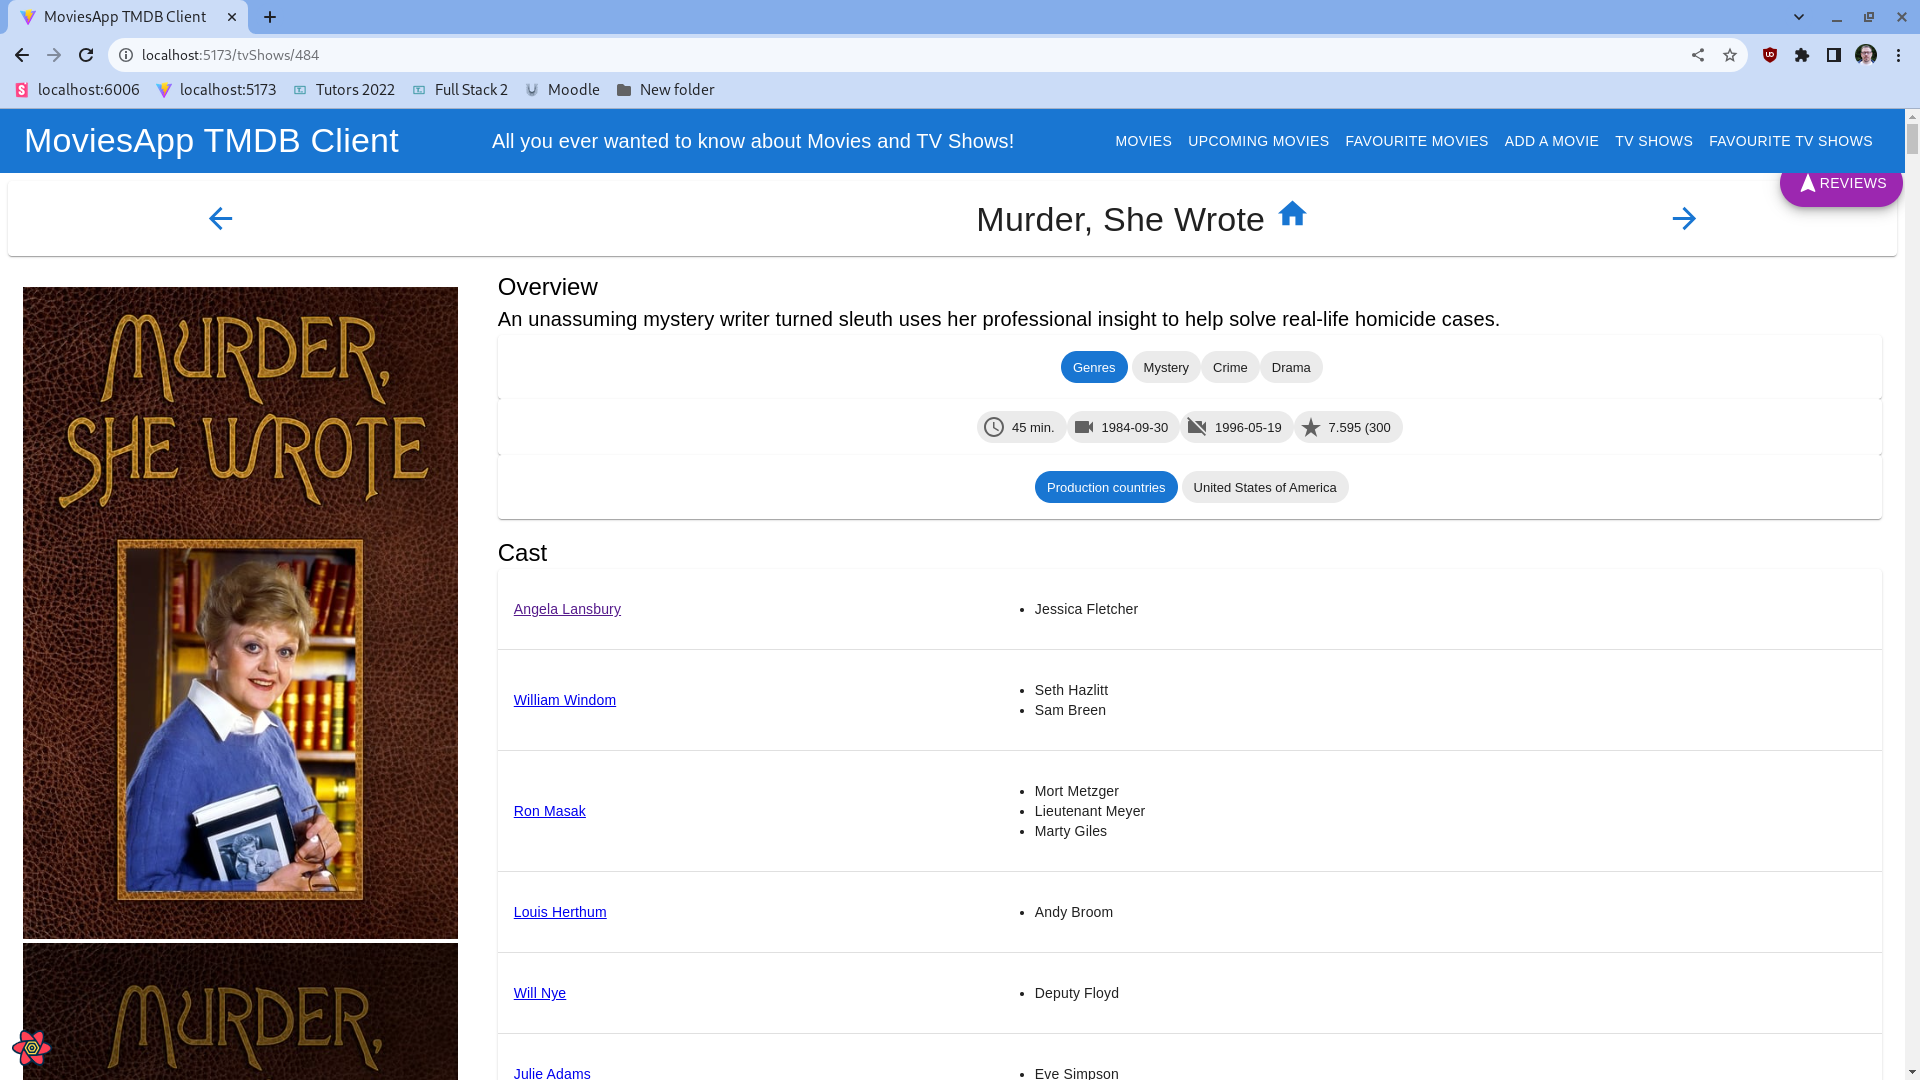 MoviesApp TMDB Client
localhost:5173/tvShows/484
localhost:6006 localhost:5173 Tutors 2022 Full Stack 2 Moodle New folder
MoviesApp TMDB Client All you ever wanted to know about Movies and TV Shows! MOVIES UPCOMING MOVIES FAVOURITE MOVIES ADD A MOVIE TV SHOWS FAVOURITE TV SHOWS
REVIEWS
Murder, She Wrote
MURDER,
SHE WROTE
MURDER,
Overview
An unassuming mystery writer turned sleuth uses her professional insight to help solve real-life homicide cases.
Genres Mystery Crime Drama
45 min. 1984-09-30 1996-05-19 7.595 (300
Production countries United States of America
Cast
Angela Lansbury Jessica Fletcher
William Windom Seth Hazlitt
Sam Breen
Ron Masak Mort Metzger
Lieutenant Meyer
Marty Giles
Louis Herthum Andy Broom
Will Nye Deputy Floyd
Julie Adams Eve Simpson